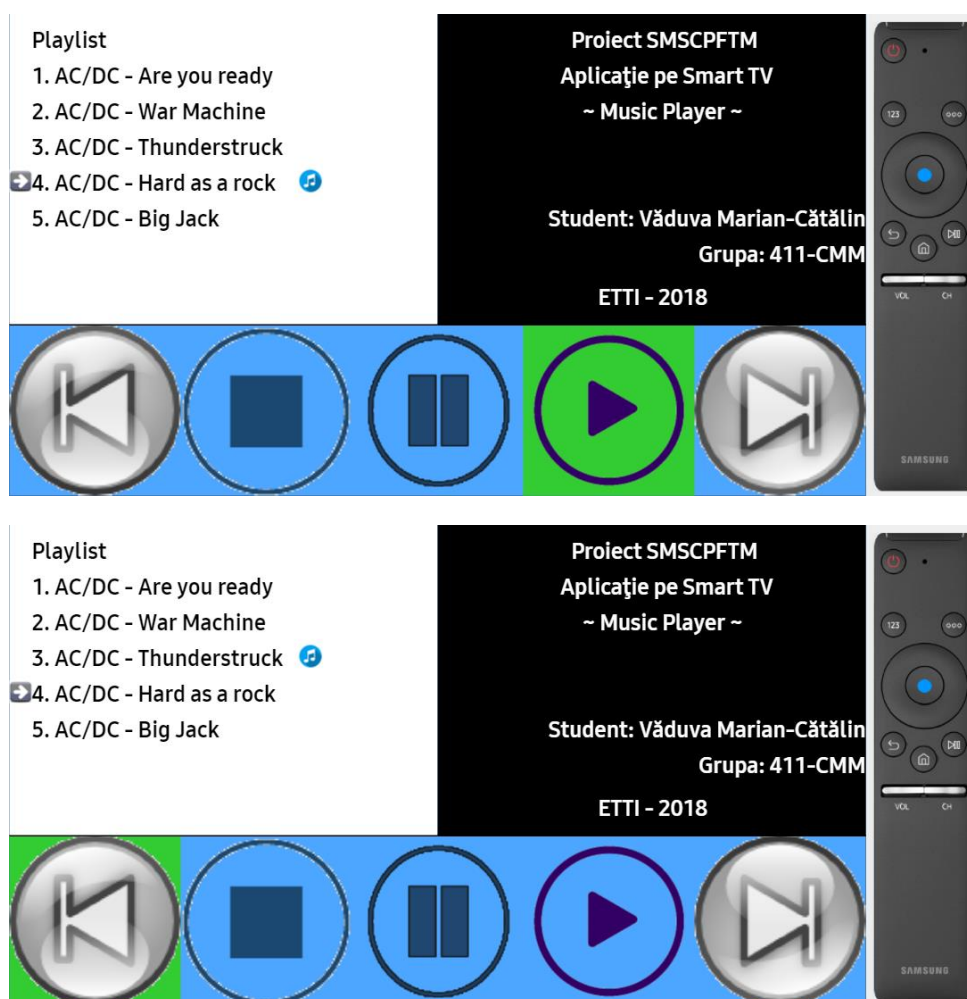 Playlist
1. AC/DC - Are you ready
2. AC/DC - War Machine
3. AC/DC - Thunderstruck
4. AC/DC - Hard as a rock
5. AC/DC - Big Jack
Proiect SMSCPFTM
Aplicaţie pe Smart TV
~ Music Player ~
Student: Văduva Marian-Cătălin
Grupa: 411-CMM
ETTI - 2018
123
VOL CH
SAMSUNG
Playlist
1. AC/DC - Are you ready
2. AC/DC - War Machine
3. AC/DC - Thunderstruck
4. AC/DC - Hard as a rock
5. AC/DC - Big Jack
Proiect SMSCPFTM
Aplicaţie pe Smart TV
~ Music Player ~
Student: Văduva Marian-Cătălin
Grupa: 411-CMM
ETTI - 2018
123
VOL CH
SAMSUNG